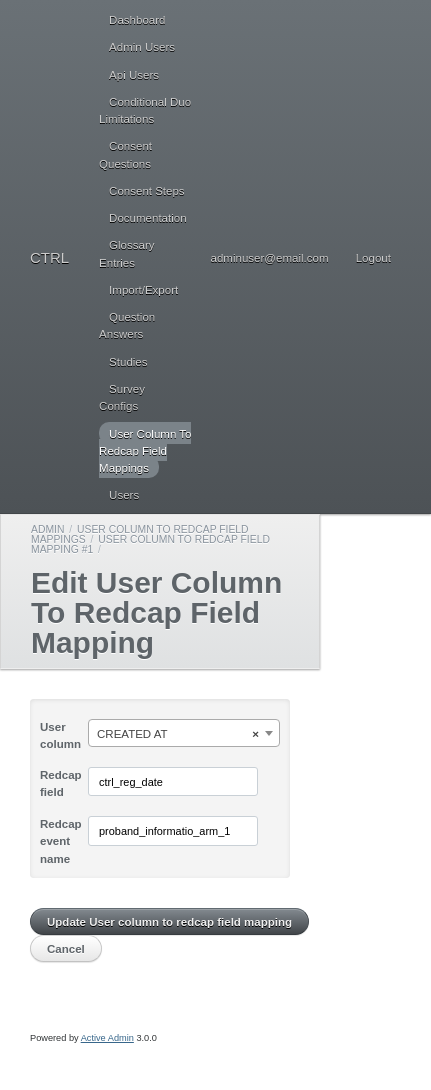 Dashboard
Admin Users
Api Users
Conditional Duo
Limitations
Consent
Questions
Consent Steps
Documentation
Glossary
Entries
CTRL
adminuser@email.com
Logout
Import/Export
Question
Answers
Studies
Survey
Configs
User Column To
Redcap Field
Mappings
Users
ADMIN / USER COLUMN TO REDCAP FIELD
MAPPINGS / USER COLUMN TO REDCAP FIELD
MAPPING #1 /
Edit User Column
To Redcap Field
Mapping
User
column
CREATED AT ×
Redcap
field
ctrl_reg_date
Redcap
event
name
proband_informatio_arm_1
Update User column to redcap field mapping
Cancel
Powered by Active Admin 3.0.0